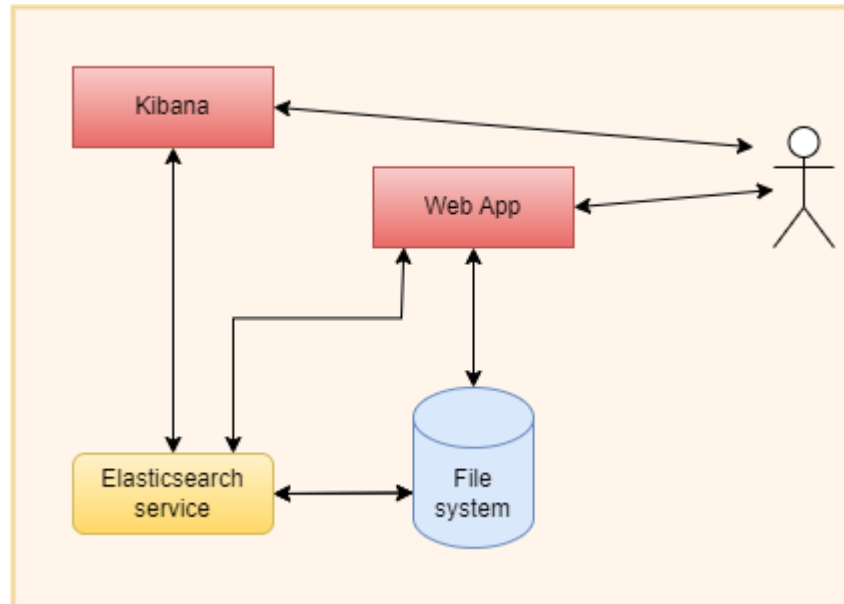 Kibana
Web App
Elasticsearch
service
File
system